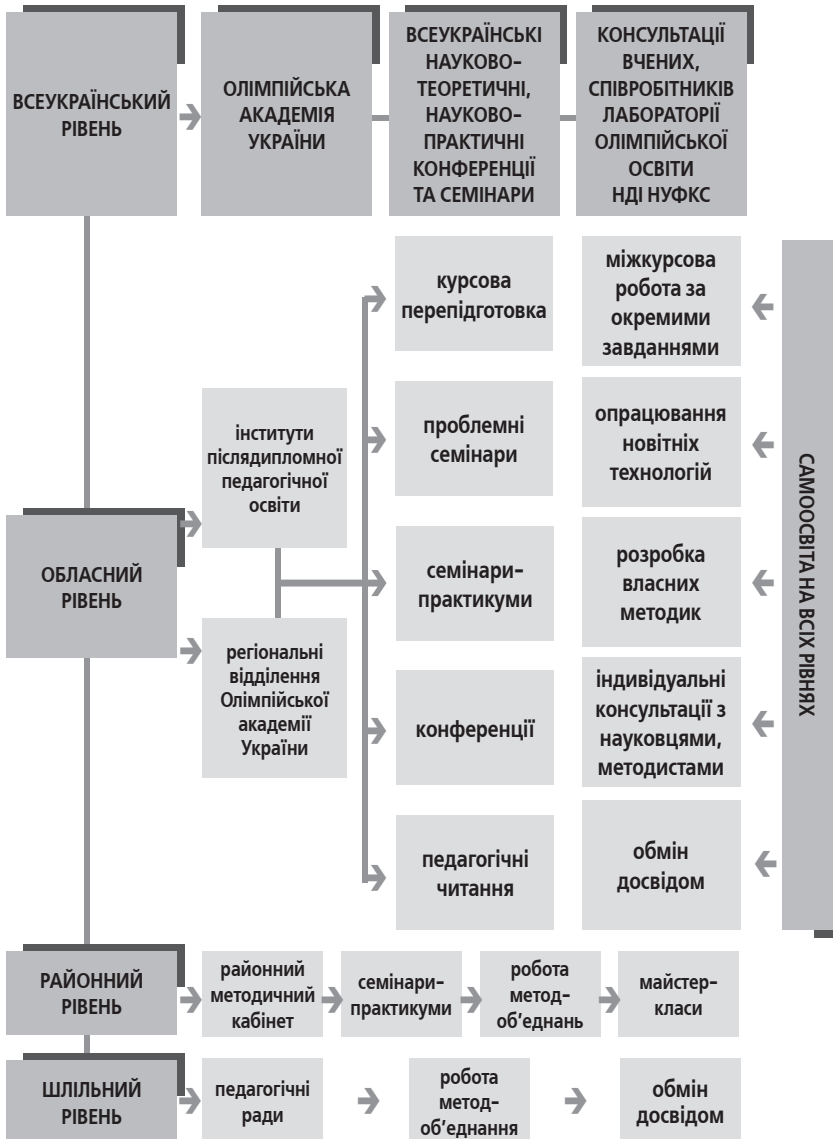 ВСЕУКРАЇНСЬКИЙ
РІВЕНЬ
ОЛІМПІЙСЬКА
АКАДЕМІЯ
УКРАЇНИ
ВСЕУКРАЇНСЬКІ
НАУКОВО-
ТЕОРЕТИЧНІ,
НАУКОВО-
ПРАКТИЧНІ
КОНФЕРЕНЦІЇ
ТА СЕМІНАРИ
КОНСУЛЬТАЦІЇ
ВЧЕНИХ,
СПІВРОБІТНИКІВ
ЛАБОРАТОРІЇ
ОЛІМПІЙСЬКОЇ
ОСВІТИ
НДІ НУФКС
ОБЛАСНИЙ
РІВЕНЬ
інститути
післядипломної
педагогічної
освіти
регіональні
відділення
Олімпійської
академії
України
курсова
перепідготовка
міжкурсова
робота за
окремими
завданнями
проблемні
семінари
опрацювання
новітніх
технологій
семінари-
практикуми
розробка
власних
методик
конференції
індивідуальні
консультації з
науковцями,
методистами
педагогічні
читання
обмін
досвідом
САМООСВІТА НА ВСІХ РІВНЯХ
РАЙОННИЙ
РІВЕНЬ
районний
методичний
кабінет
семінари-
практикуми
робота
метод-
об’єднань
майстер-
класи
ШЛІЛЬНИЙ
РІВЕНЬ
педагогічні
ради
робота
метод-
об’єднання
обмін
досвідом